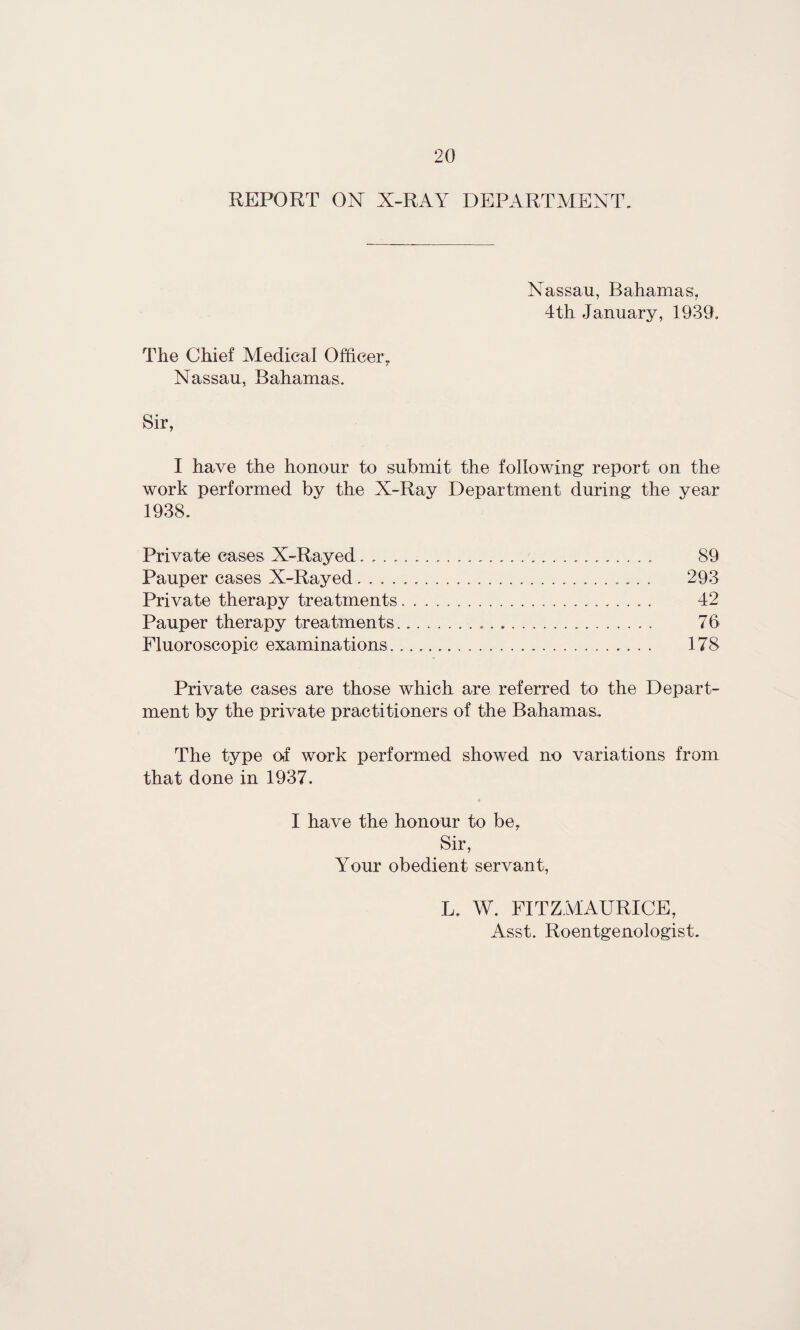 20
REPORT ON X-RAY DEPARTMENT.
Nassau, Bahamas,
4th January, 1939.
The Chief Medical Officer,
Nassau, Bahamas.
Sir,
I have the honour to submit the following report on the
work performed by the X-Ray Department during the year
1938.
Private cases X-Rayed. . . . . . . . . . . . . . . . . . . . . . . . . . . . 89
Pauper cases X-Rayed. . . . . . . . . . . . . . . . . . . . . . . . . . . . 293
Private therapy treatments. . . . . . . . . . . . . . . . . . . . . . . . 42
Pauper therapy treatments. . . . . . . . . . . . . . . . . . . . . . . . 76
Fluoroscopic examinations. . . . . . . . . . . . . . . . . . . . . . . . 178
Private cases are those which are referred to the Depart-
ment by the private practitioners of the Bahamas.
The type of work performed showed no variations from
that done in 1937.
I have the honour to be,
Sir,
Your obedient servant,
L. W. FITZMAURICE,
Asst. Roentgenologist.